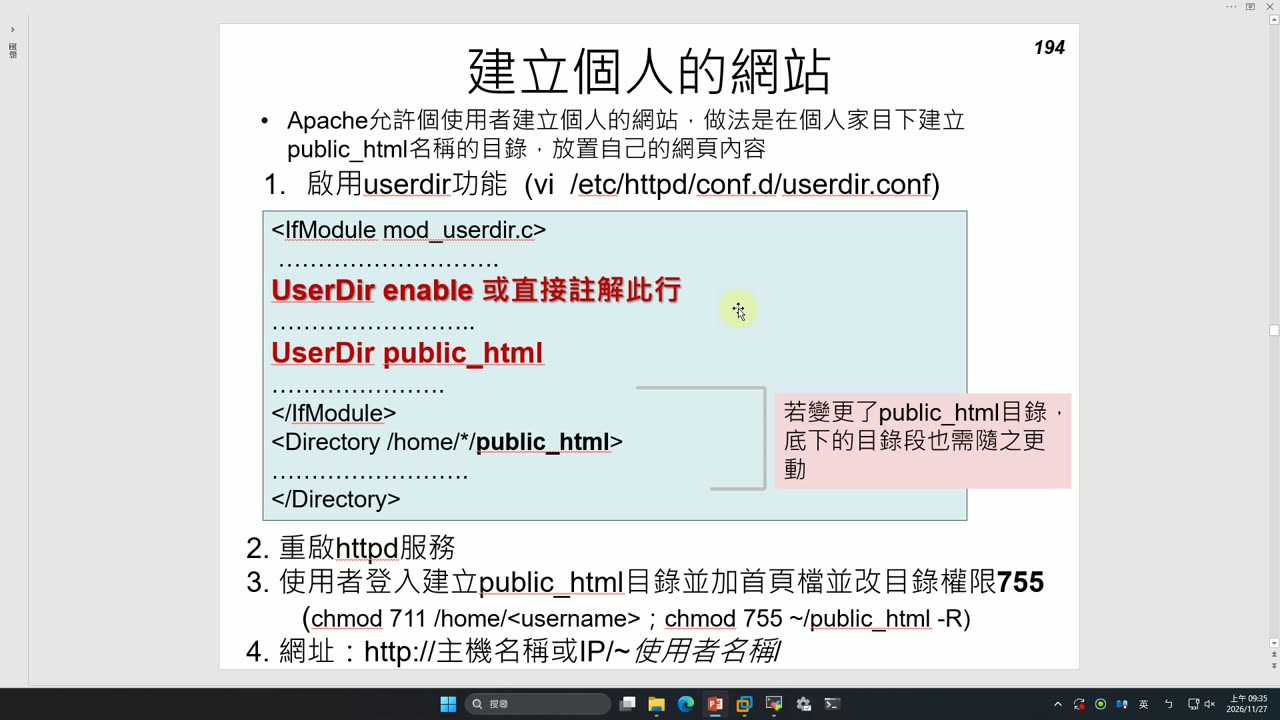 194
建立個人的網站
• Apache允許個使用者建立個人的網站，做法是在個人家目下建立
public_html名稱的目錄，放置自己的網頁內容
1. 啟用userdir功能 (vi /etc/httpd/conf.d/userdir.conf)
<IfModule mod_userdir.c>
……………………….
UserDir enable 或直接註解此行
……………………..
UserDir public_html
………………….
</IfModule>
<Directory /home/*/public_html>
…………………….
</Directory>
若變更了public_html目錄，
底下的目錄段也需隨之更
動
2. 重啟httpd服務
3. 使用者登入建立public_html目錄並加首頁檔並改目錄權限755
(chmod 711 /home/<username>；chmod 755 ~/public_html -R)
4. 網址：http://主機名稱或IP/~使用者名稱/
搜尋
英
上午 09:35
2026/11/27